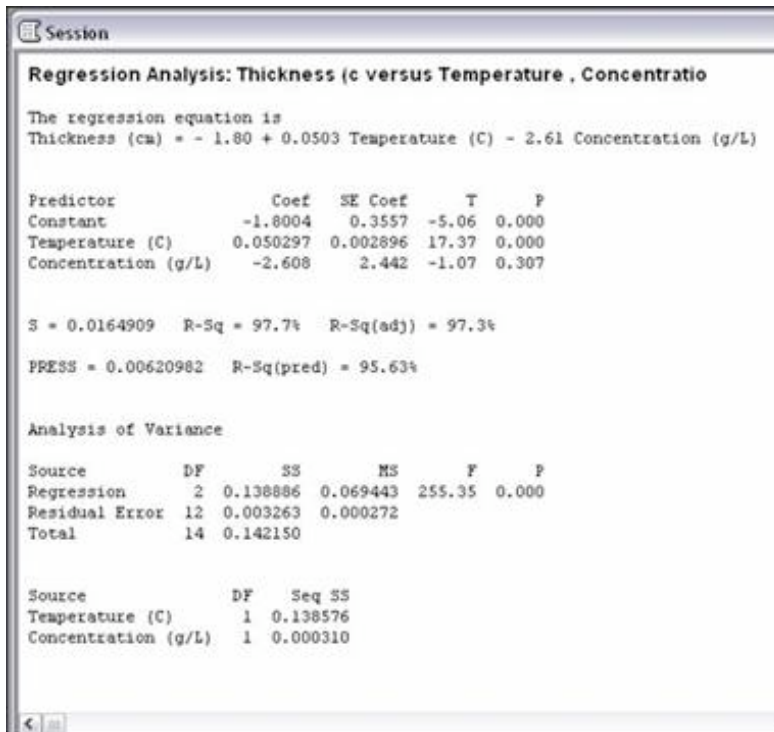 Session
Regression Analysis: Thickness (c versus Temperature , Concentratio
The regression equation is
Thickness (cm) = - 1.80 + 0.0503 Temperature (C) - 2.61 Concentration (g/L)
Predictor Coef SE Coef T P
Constant -1.8004 0.3557 -5.06 0.000
Temperature (C) 0.050297 0.002896 17.37 0.000
Concentration (g/L) -2.608 2.442 -1.07 0.307
S = 0.0164909 R-Sq = 97.7% R-Sq(adj) = 97.3%
PRESS = 0.00620982 R-Sq(pred) = 95.63%
Analysis of Variance
Source DF SS MS F P
Regression 2 0.138886 0.069443 255.35 0.000
Residual Error 12 0.003263 0.000272
Total 14 0.142150
Source DF Seq SS
Temperature (C) 1 0.138576
Concentration (g/L) 1 0.000310